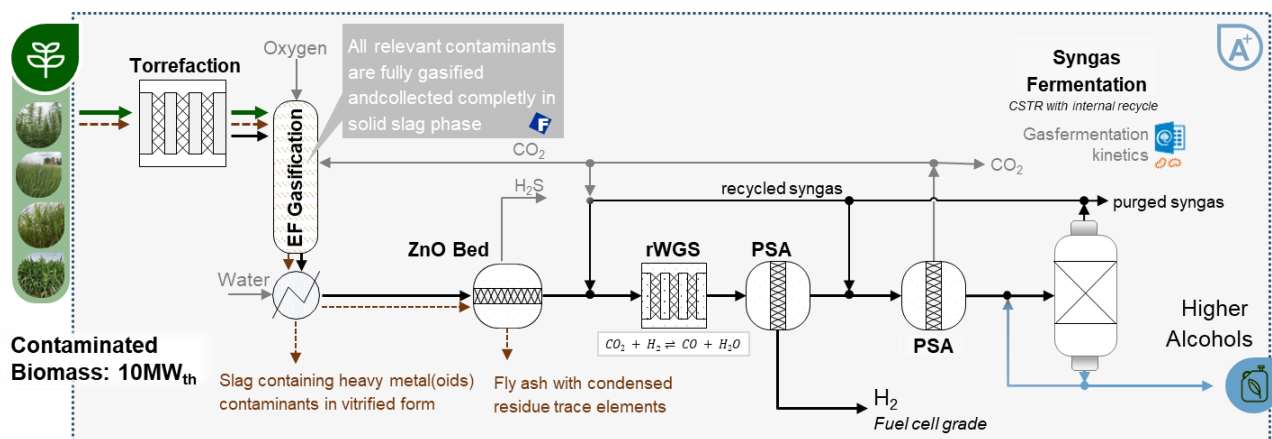 Oxygen
Torrefaction
All relevant contaminants
are fully gasified
andcollected completly in
solid slag phase
F
A+
Syngas
Fermentation
CSTR with internal recycle
Gasfermentation
kinetics
EF Gasification
CO2
CO2
H2S
recycled syngas
purged syngas
ZnO Bed
rWGS
PSA
Water
CO2 + H2 ⇌ CO + H2O
PSA
Higher
Alcohols
Contaminated
Biomass: 10MWth
Slag containing heavy metal(oids)
contaminants in vitrified form
Fly ash with condensed
residue trace elements
H2
Fuel cell grade